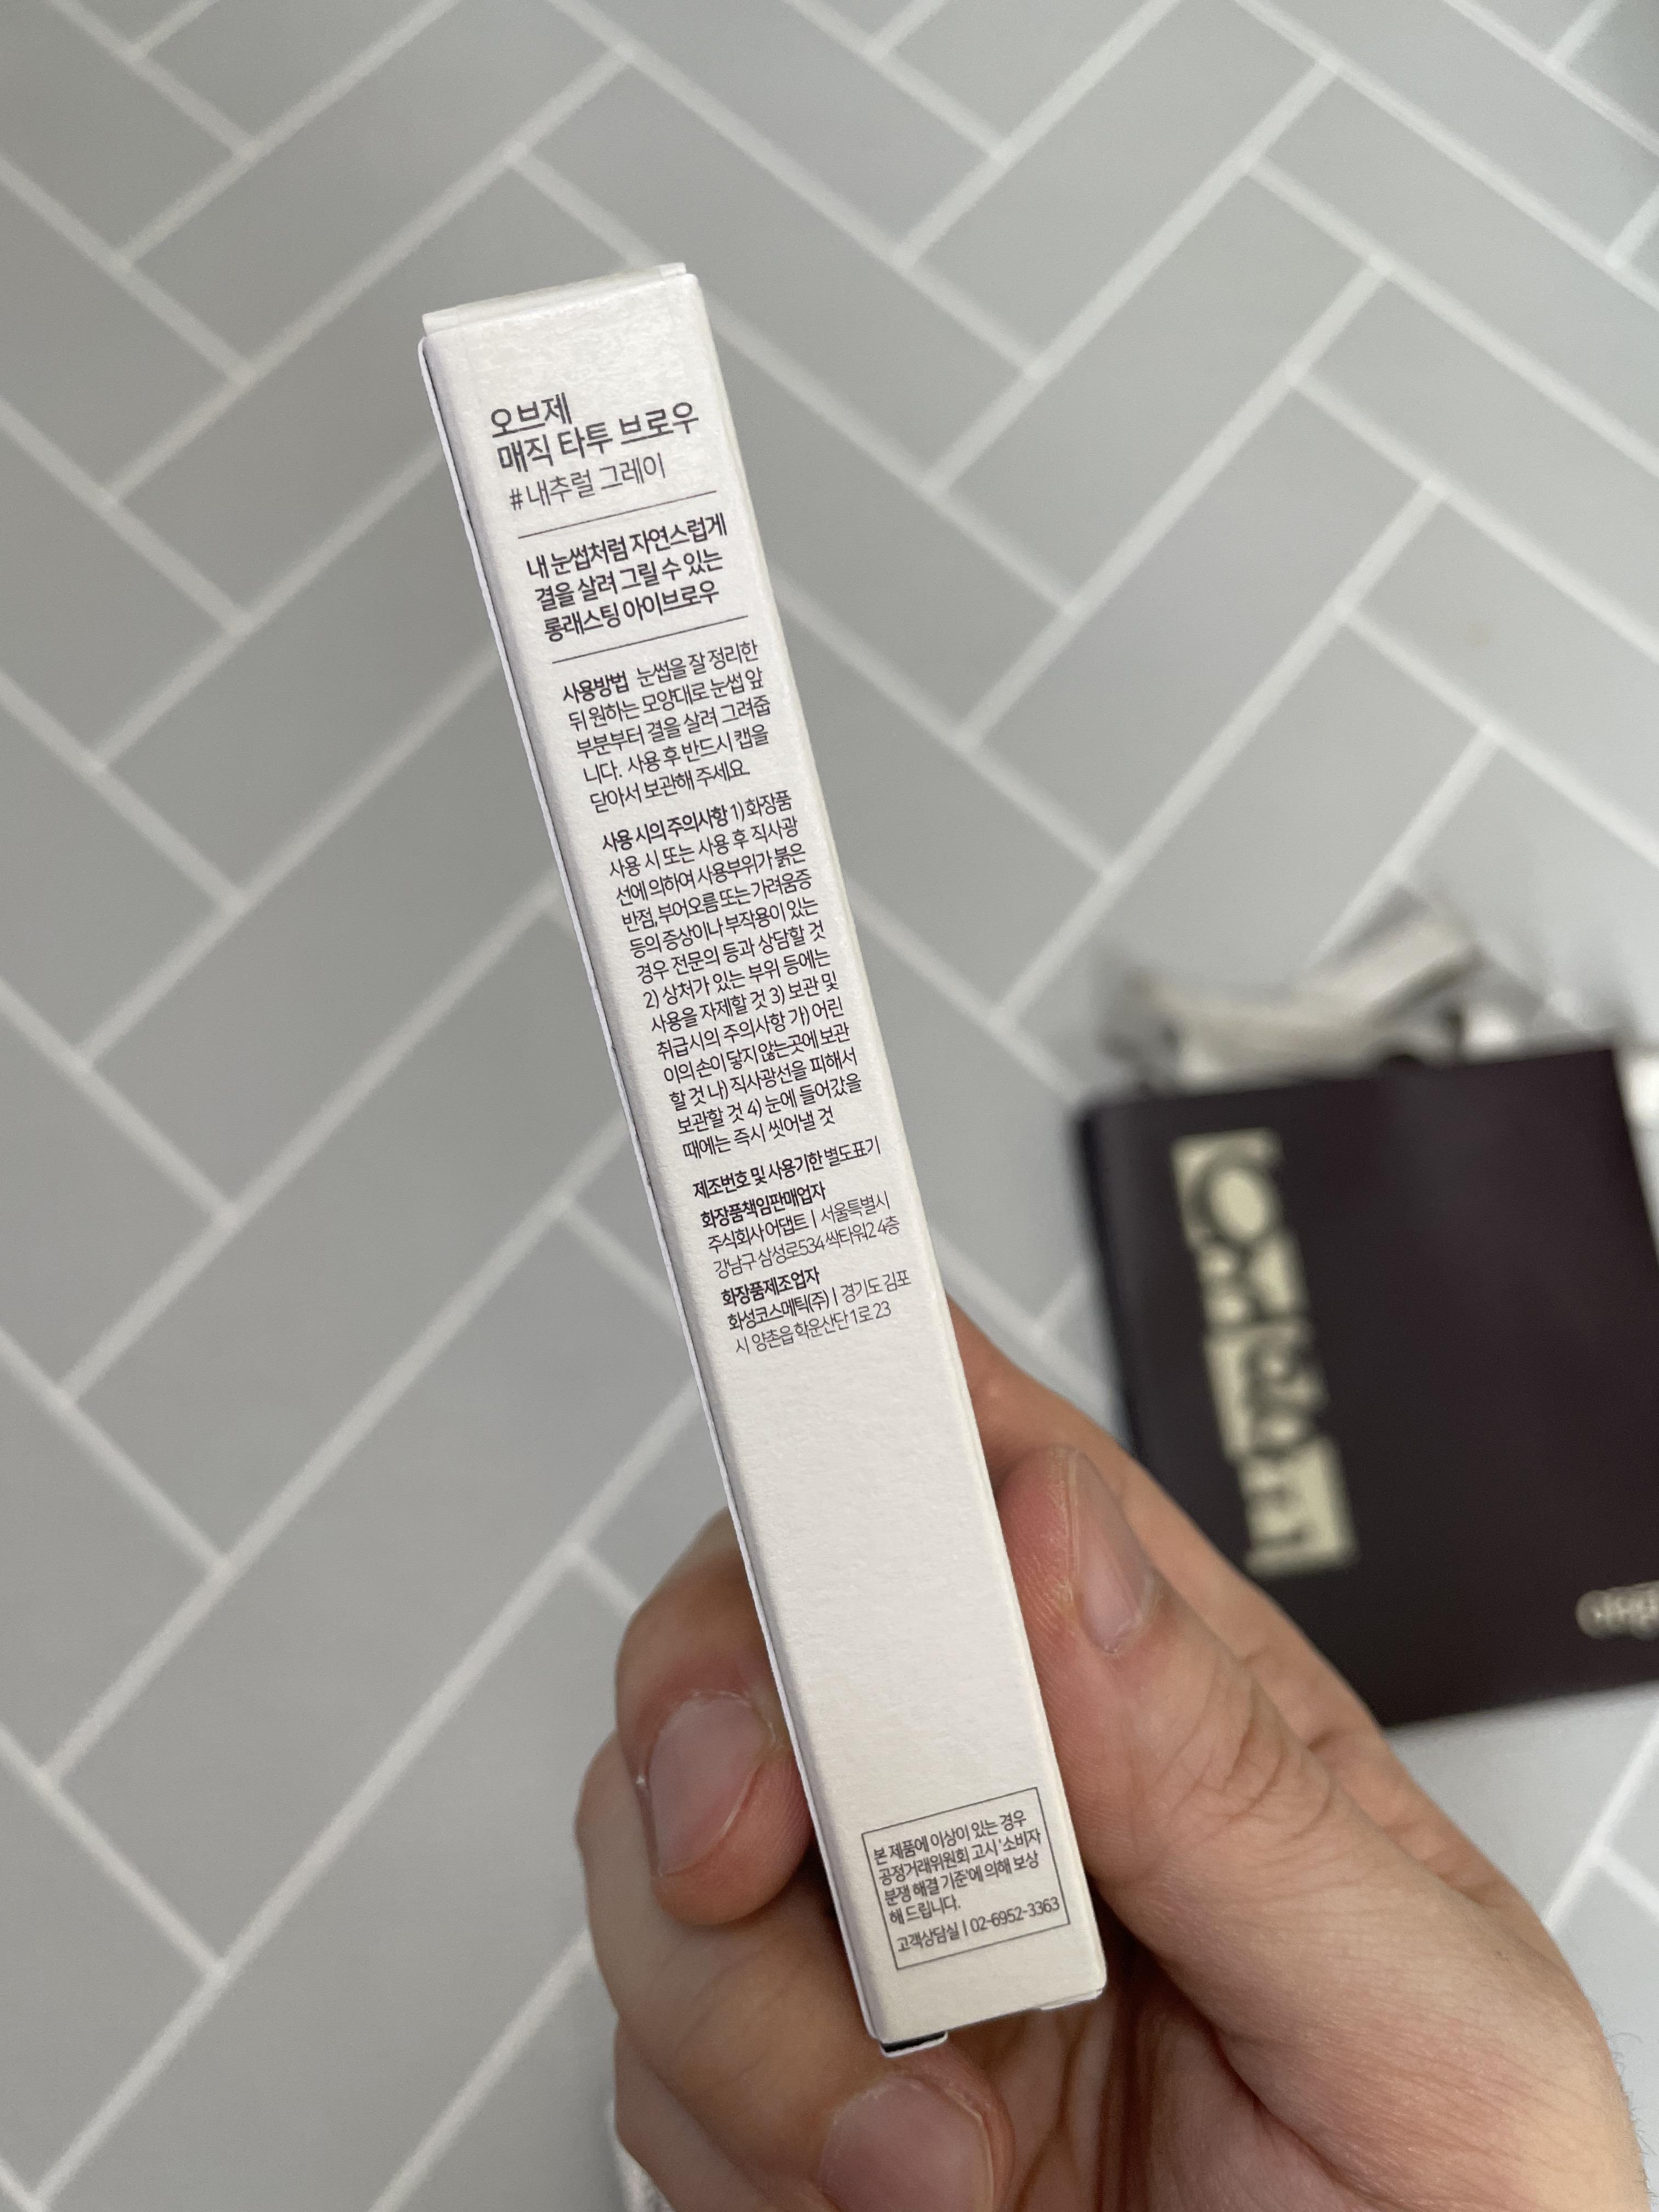 오브제
매직 타투 브로우
# 내추럴 그레이
내 눈썹처럼 자연스럽게
결을 살려 그릴 수 있는
롱래스팅 아이브로우
사용방법 눈썹을 잘 정리한
뒤 원하는 모양대로 눈썹 앞
부분부터 결을 살려 그려줍
니다. 사용 후 반드시 캡을
닫아서 보관해 주세요.
사용 시의 주의사항 1) 화장품
사용 시 또는 사용 후 직사광
선에 의하여 사용부위가 붉은
반점, 부어오름 또는 가려움증
등의 증상이나 부작용이 있는
경우 전문의 등과 상담할 것
2) 상처가 있는 부위 등에는
사용을 자제할 것 3) 보관 및
취급시의 주의사항 가) 어린
이의 손이 닿지 않는곳에 보관
할 것 나) 직사광선을 피해서
보관할 것 4) 눈에 들어갔을
때에는 즉시 씻어낼 것
제조번호 및 사용기한 별도표기
화장품책임판매업자
주식회사 어댑트 | 서울특별시
강남구 삼성로534 싹타워2 4층
화장품제조업자
화성코스메틱(주) | 경기도 김포
시 양촌읍 학운산단1로 23
본 제품에 이상이 있는 경우
공정거래위원회 고시 '소비자
분쟁 해결 기준'에 의해 보상
해 드립니다.
고객상담실 | 02-6952-3363